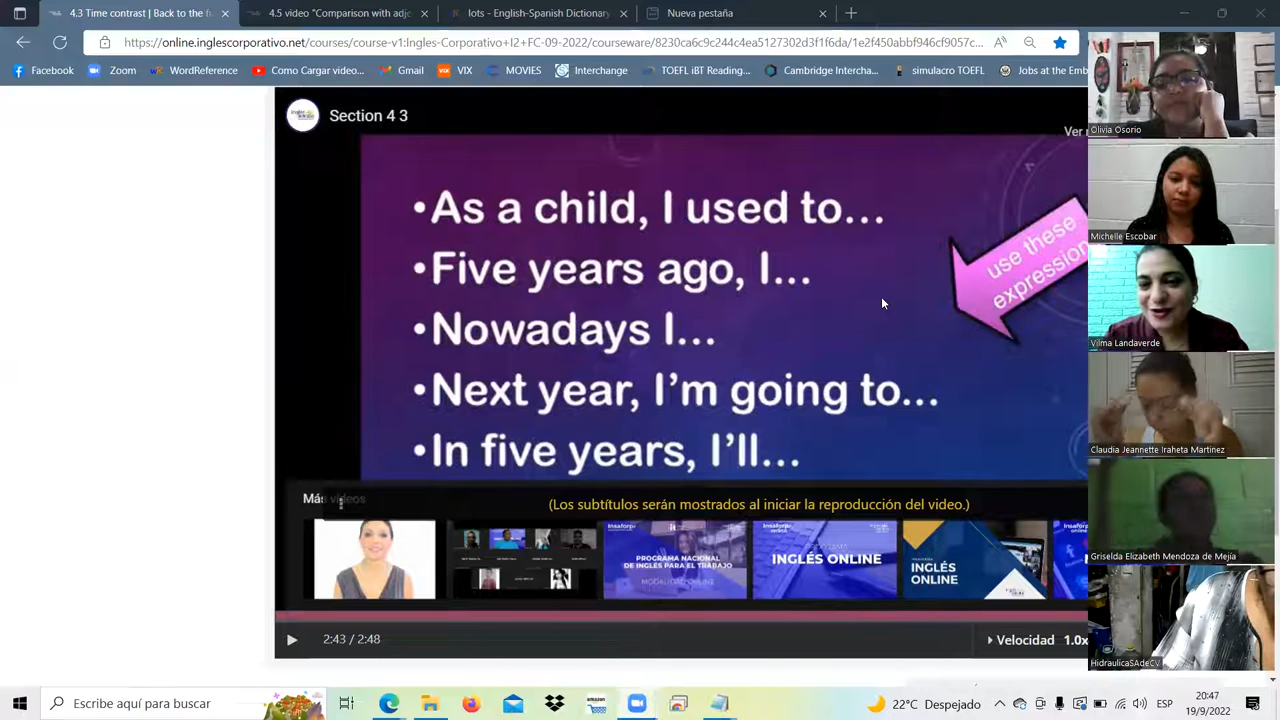 4.3 Time contrast | Back to the f
4.5 video "Comparison with adje
lots - English-Spanish Dictionary
Nueva pestaña
https://online.inglescorporativo.net/courses/course-v1:Ingles-Corporativo+I2+FC-09-2022/courseware/8230ca6c9c244c4ea5127302d3f1f6da/1e2f450abbf946cf9057c...
Facebook
Zoom
WordReference
Como Cargar video...
Gmail
VIX
MOVIES
Interchange
TOEFL iBT Reading...
Cambridge Intercha...
simulacro TOEFL
Jobs at the Emb
Section 4 3
Ver
•As a child, I used to...
•Five years ago, I...
•Nowadays I...
•Next year, I'm going to...
•In five years, I'll...
use these
expression
Más videos
(Los subtítulos serán mostrados al iniciar la reproducción del video.)
PROGRAMA NACIONAL
DE INGLÉS PARA EL TRABAJO
MODALIDAD ONLINE
INGLÉS ONLINE
INGLÉS
ONLINE
2:43 / 2:48
Velocidad 1.0x
Olivia Osorio
Michelle Escobar
Vilma Landaverde
Claudia Jeannette Iraheta Martinez
Griselda Elizabeth Mendoza de Mejía
HidraulicaSAdeCV
Escribe aquí para buscar
amazon
22°C Despejado
ESP
20:47
19/9/2022